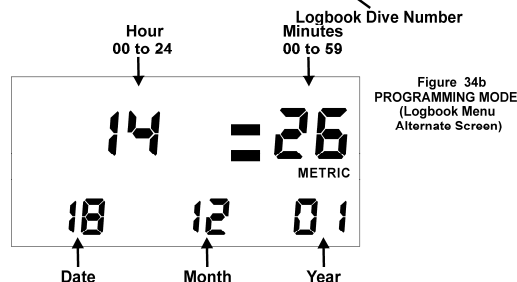 Logbook Dive Number
Hour Minutes
00 to 24 00 to 59
14 = 26
METRIC
18 12 01
Date Month Year
Figure 34b
PROGRAMMING MODE
(Logbook Menu
Alternate Screen)